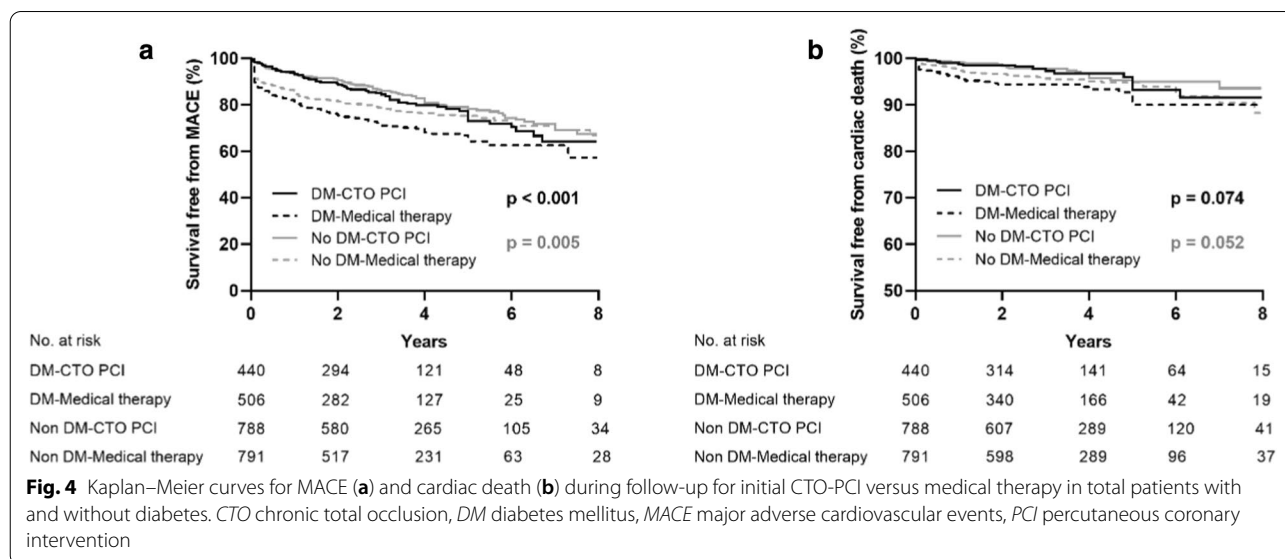 a
Survival free from MACE (%)
100
80
60
40
20
0
DM-CTO PCI
DM-Medical therapy
No DM-CTO PCI
No DM-Medical therapy
p < 0.001
p = 0.005
0 2 4 6 8
Years
No. at risk
DM-CTO PCI 440 294 121 48 8
DM-Medical therapy 506 282 127 25 9
Non DM-CTO PCI 788 580 265 105 34
Non DM-Medical therapy 791 517 231 63 28
b
Survival free from cardiac death (%)
100
90
80
70
60
50
DM-CTO PCI
DM-Medical therapy
No DM-CTO PCI
No DM-Medical therapy
p = 0.074
p = 0.052
0 2 4 6 8
Years
No. at risk
DM-CTO PCI 440 314 141 64 15
DM-Medical therapy 506 340 166 42 19
Non DM-CTO PCI 788 607 289 120 41
Non DM-Medical therapy 791 598 289 96 37
Fig. 4 Kaplan–Meier curves for MACE (a) and cardiac death (b) during follow-up for initial CTO-PCI versus medical therapy in total patients with
and without diabetes. CTO chronic total occlusion, DM diabetes mellitus, MACE major adverse cardiovascular events, PCI percutaneous coronary
intervention